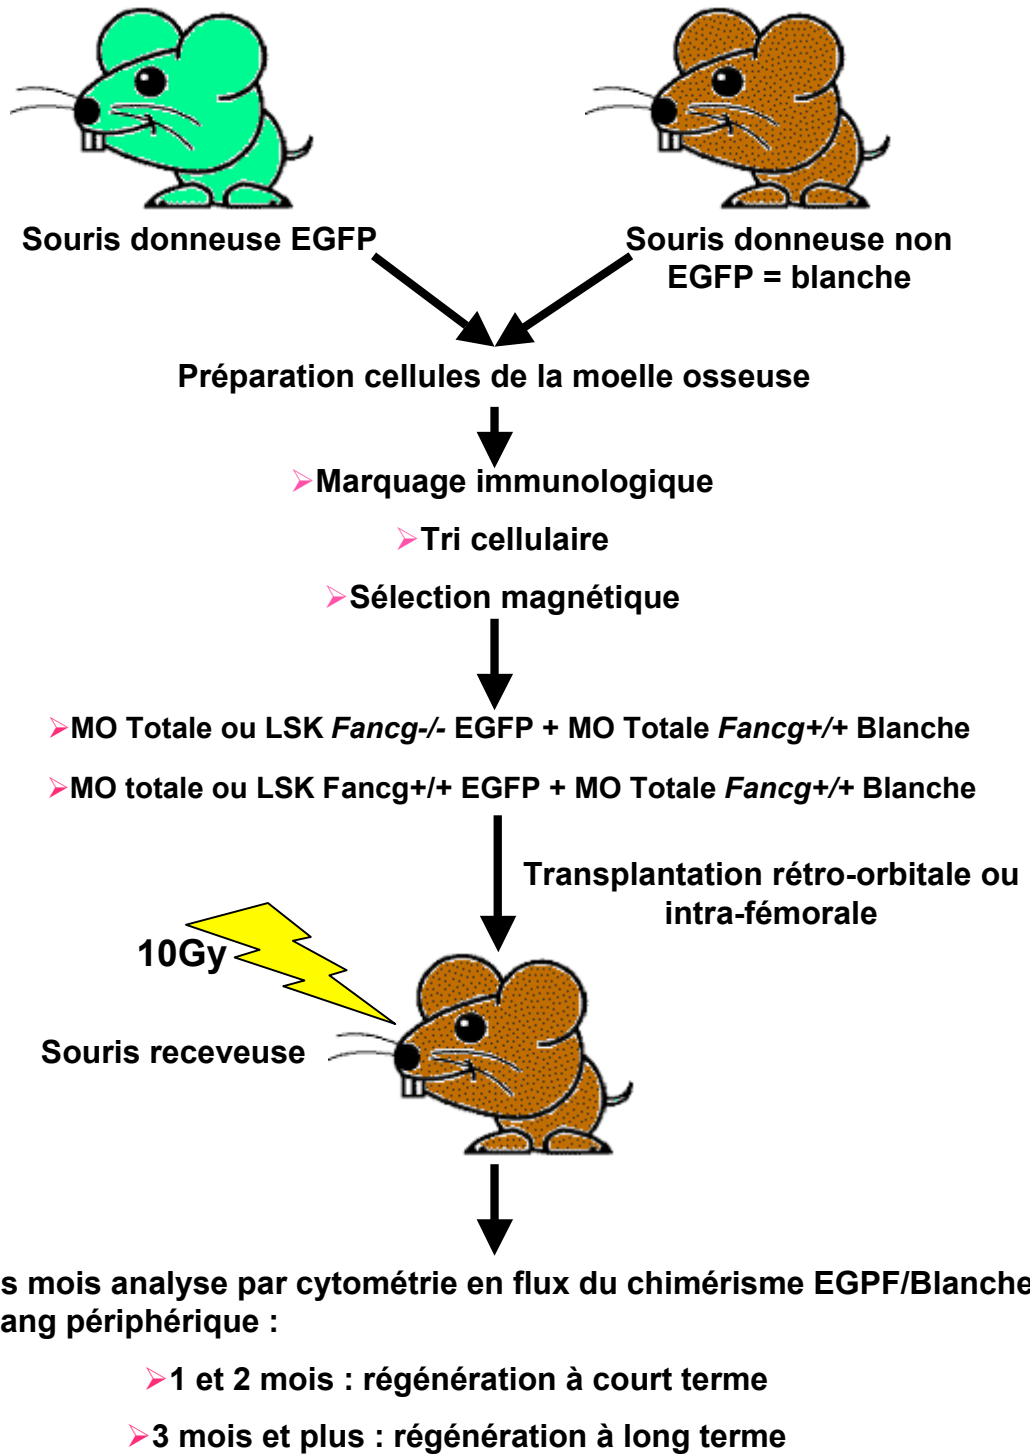 Souris donneuse EGFP
Souris donneuse non
EGFP = blanche
Préparation cellules de la moelle osseuse
➢Marquage immunologique
➢Tri cellulaire
➢Sélection magnétique
➢MO Totale ou LSK Fancg-/- EGFP + MO Totale Fancg+/+ Blanche
➢MO totale ou LSK Fancg+/+ EGFP + MO Totale Fancg+/+ Blanche
Transplantation rétro-orbitale ou
intra-fémorale
10Gy
Souris receveuse
s mois analyse par cytométrie en flux du chimérisme EGPF/Blanche
ang périphérique :
➢1 et 2 mois : régénération à court terme
➢3 mois et plus : régénération à long terme